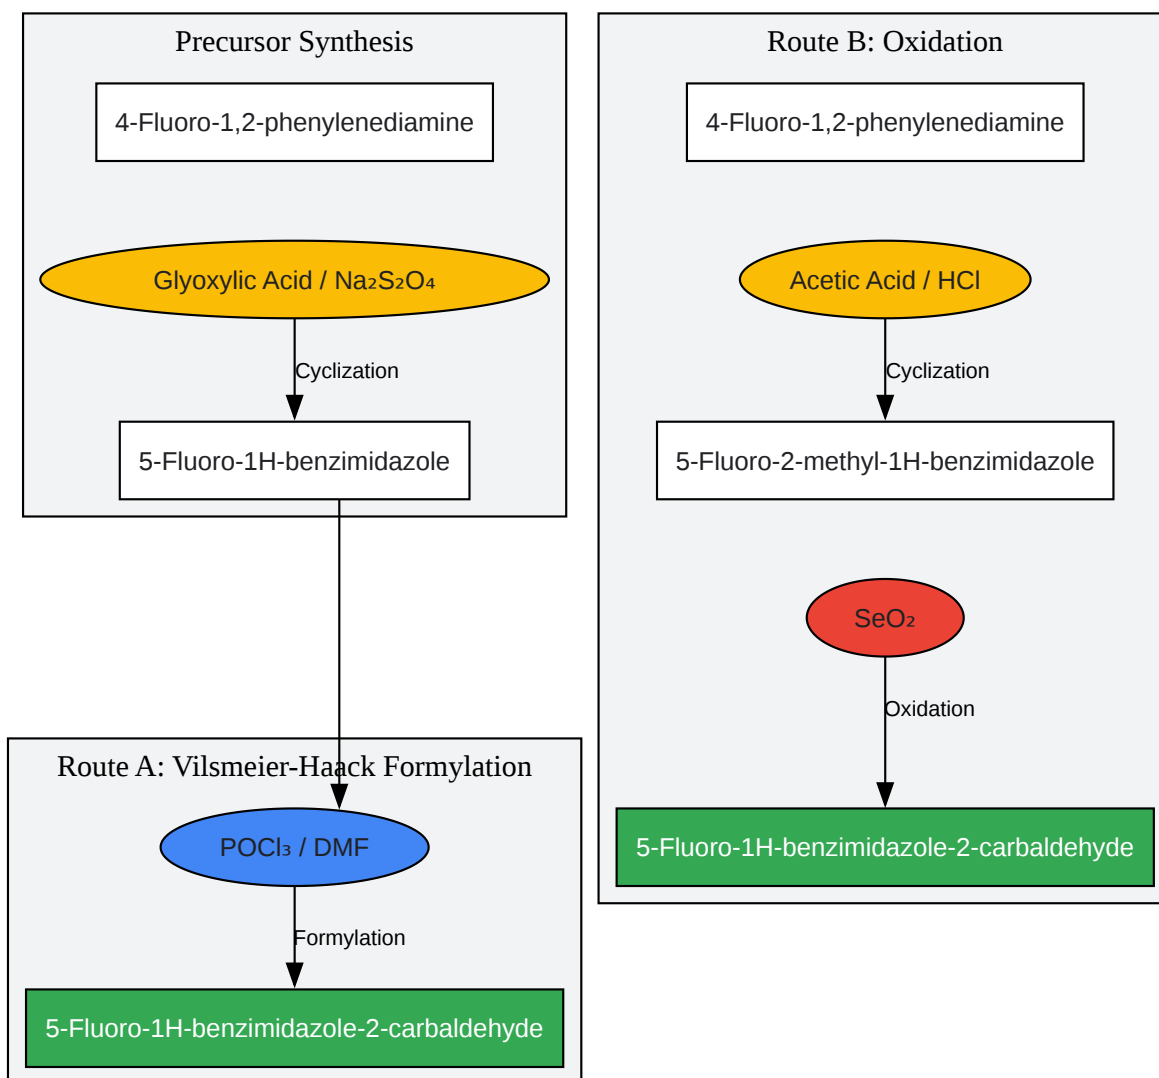 Precursor Synthesis
4-Fluoro-1,2-phenylenediamine
Glyoxylic Acid / Na₂S₂O₄
Cyclization
5-Fluoro-1H-benzimidazole
Route A: Vilsmeier-Haack Formylation
POCl₃ / DMF
Formylation
5-Fluoro-1H-benzimidazole-2-carbaldehyde
Route B: Oxidation
4-Fluoro-1,2-phenylenediamine
Acetic Acid / HCl
Cyclization
5-Fluoro-2-methyl-1H-benzimidazole
SeO₂
Oxidation
5-Fluoro-1H-benzimidazole-2-carbaldehyde